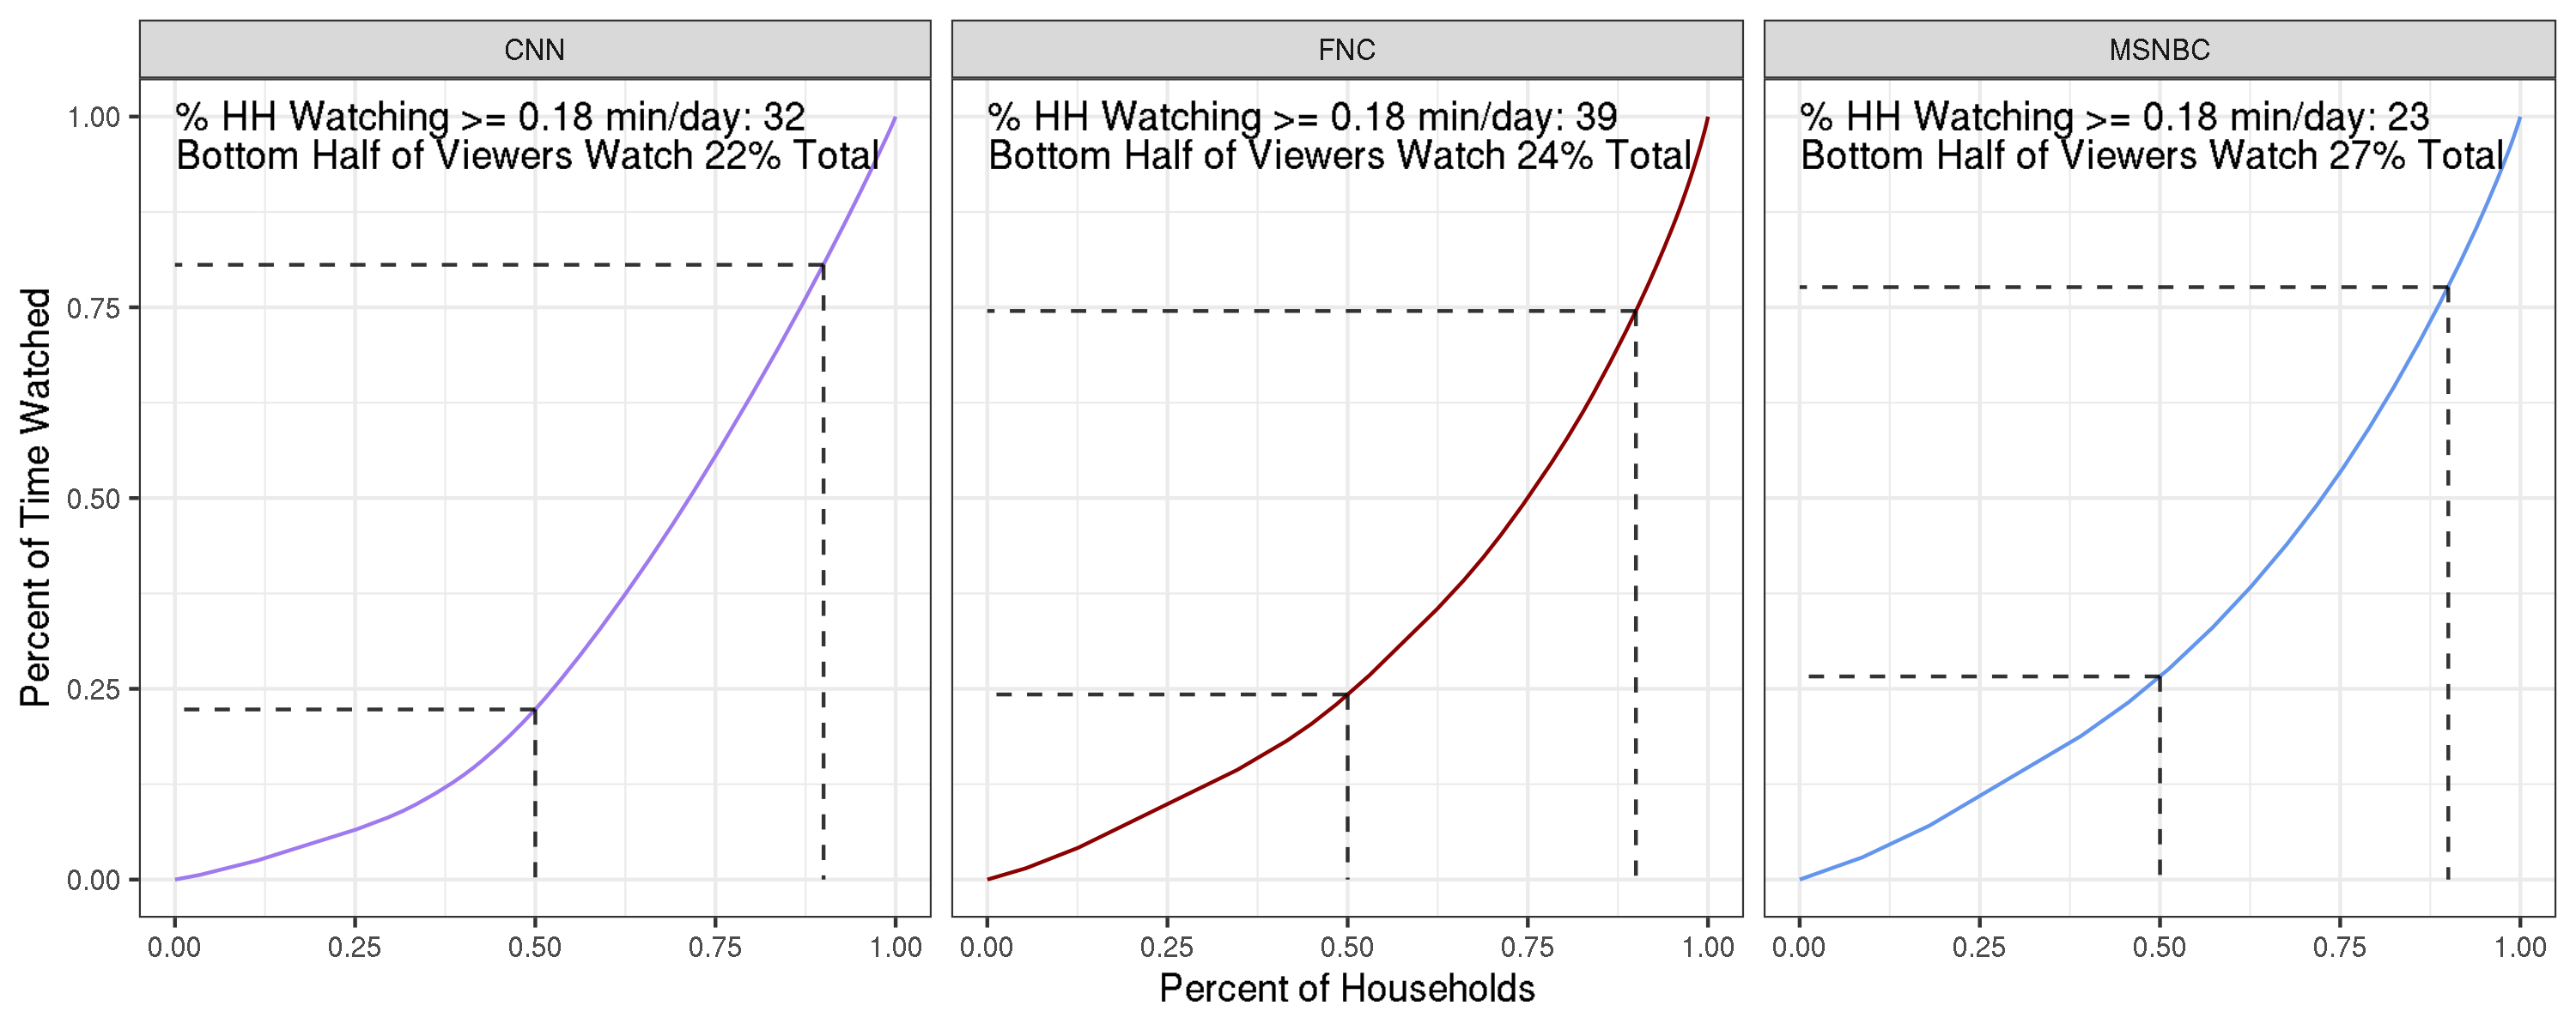 CNN
FNC
MSNBC
% HH Watching >= 0.18 min/day: 32
Bottom Half of Viewers Watch 22% Total
% HH Watching >= 0.18 min/day: 39
Bottom Half of Viewers Watch 24% Total
% HH Watching >= 0.18 min/day: 23
Bottom Half of Viewers Watch 27% Total
Percent of Time Watched
1.00
0.75
0.50
0.25
0.00
0.00 0.25 0.50 0.75 1.00
0.00 0.25 0.50 0.75 1.00
0.00 0.25 0.50 0.75 1.00
Percent of Households